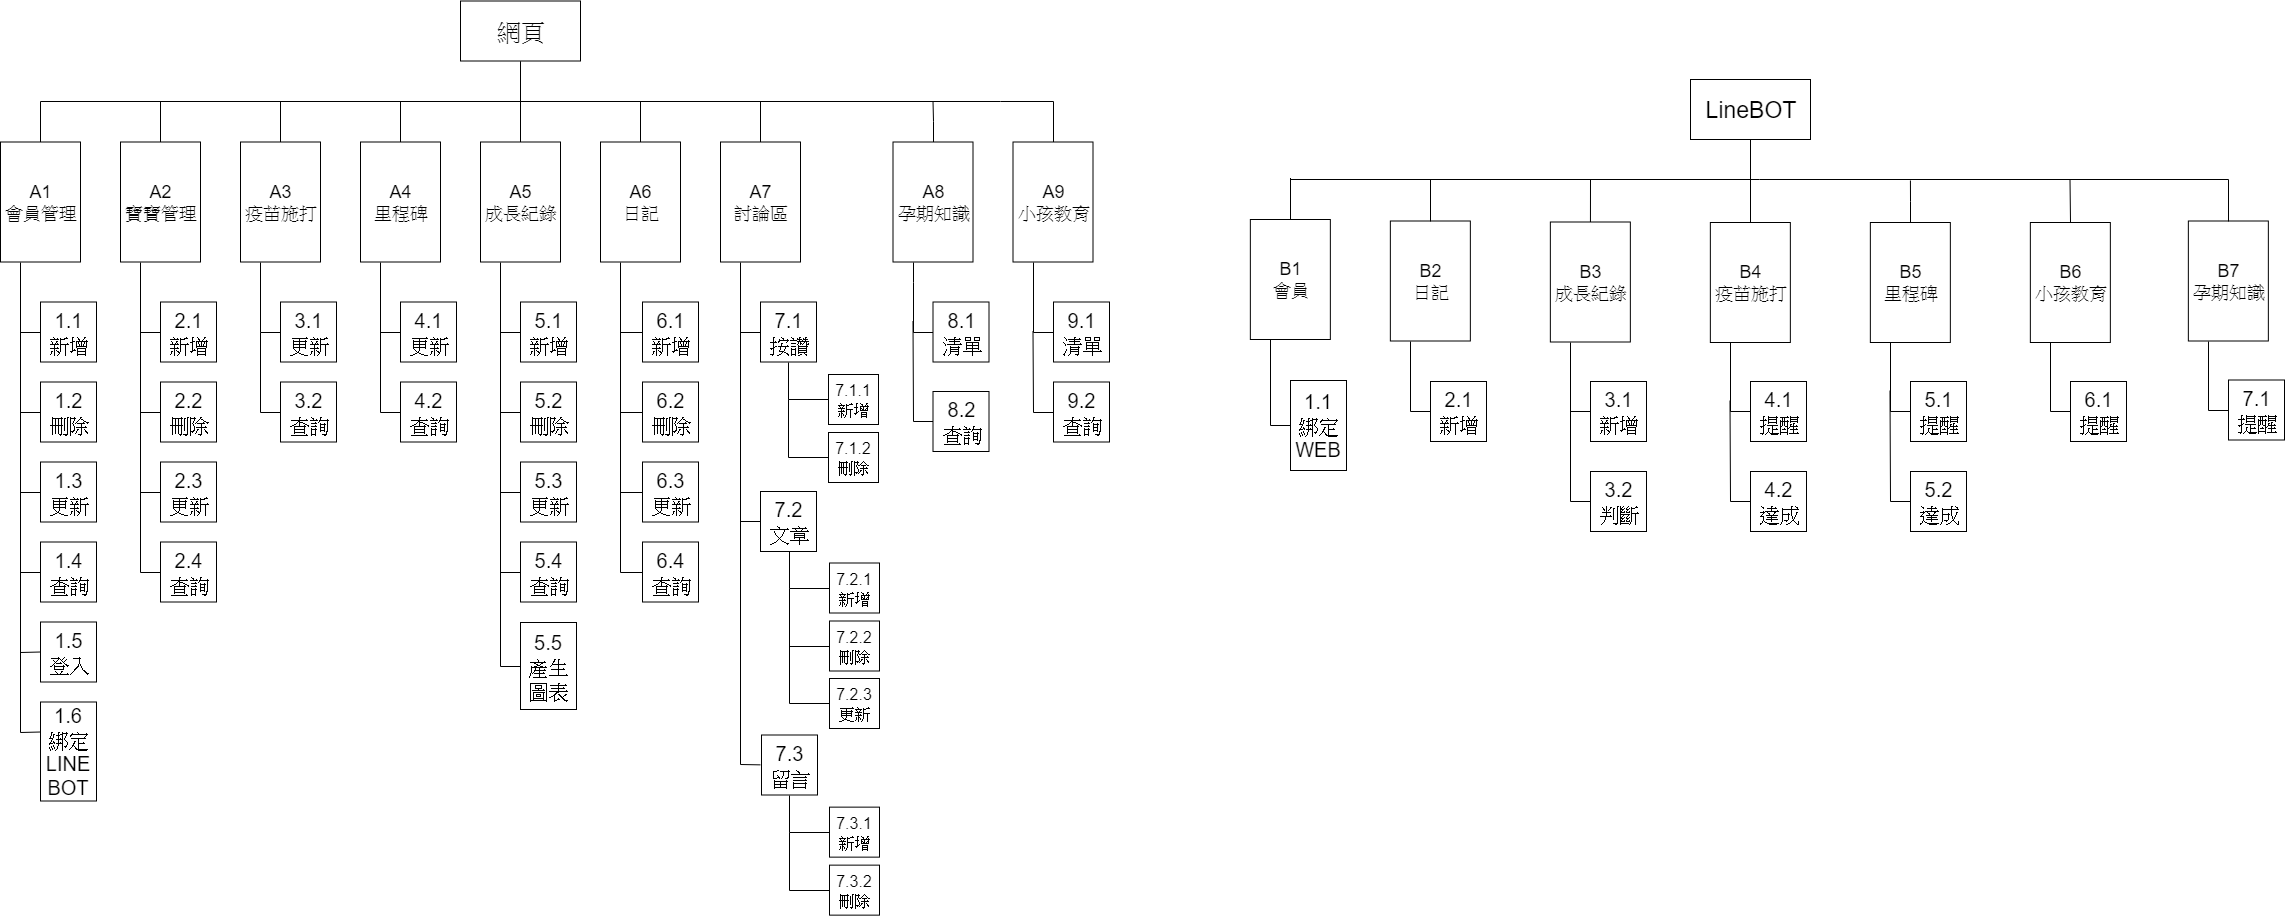 網頁
A1
會員管理
1.1
新增
1.2
刪除
1.3
更新
1.4
查詢
1.5
登入
1.6
綁定
LINE
BOT
A2
寶寶管理
2.1
新增
2.2
刪除
2.3
更新
2.4
查詢
A3
疫苗施打
3.1
更新
3.2
查詢
A4
里程碑
4.1
更新
4.2
查詢
A5
成長紀錄
5.1
新增
5.2
刪除
5.3
更新
5.4
查詢
5.5
產生
圖表
A6
日記
6.1
新增
6.2
刪除
6.3
更新
6.4
查詢
A7
討論區
7.1
按讚
7.1.1
新增
7.1.2
刪除
7.2
文章
7.2.1
新增
7.2.2
刪除
7.2.3
更新
7.3
留言
7.3.1
新增
7.3.2
刪除
A8
孕期知識
8.1
清單
8.2
查詢
A9
小孩教育
9.1
清單
9.2
查詢
LineBOT
B1
會員
1.1
綁定
WEB
B2
日記
2.1
新增
B3
成長紀錄
3.1
新增
3.2
判斷
B4
疫苗施打
4.1
提醒
4.2
達成
B5
里程碑
5.1
提醒
5.2
達成
B6
小孩教育
6.1
提醒
B7
孕期知識
7.1
提醒